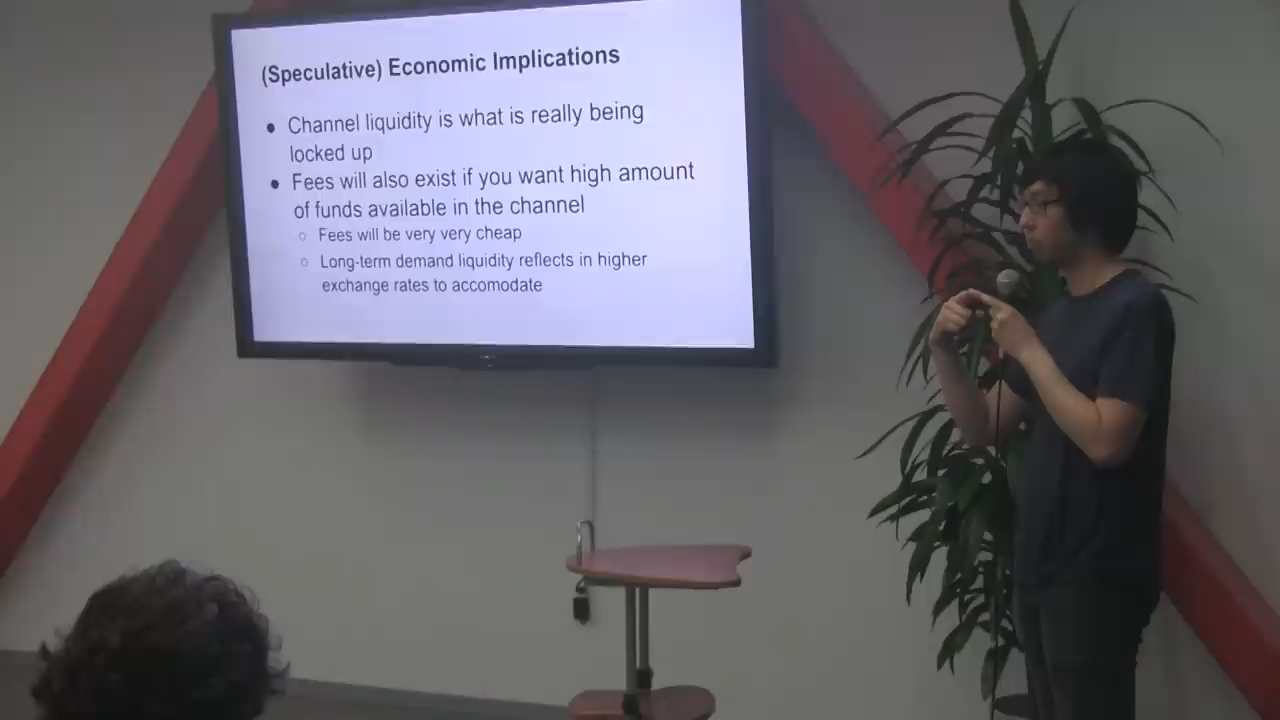 (Speculative) Economic Implications
● Channel liquidity is what is really being
locked up
● Fees will also exist if you want high amount
of funds available in the channel
○ Fees will be very very cheap
○ Long-term demand liquidity reflects in higher
exchange rates to accomodate